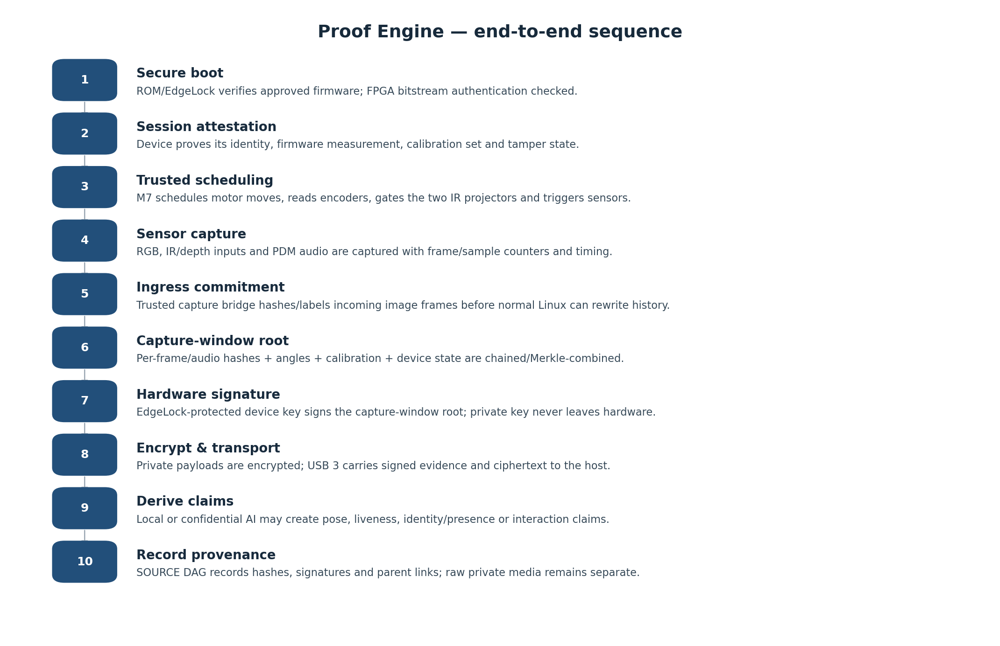 Proof Engine — end-to-end sequence
1
Secure boot
ROM/EdgeLock verifies approved firmware; FPGA bitstream authentication checked.
2
Session attestation
Device proves its identity, firmware measurement, calibration set and tamper state.
3
Trusted scheduling
M7 schedules motor moves, reads encoders, gates the two IR projectors and triggers sensors.
4
Sensor capture
RGB, IR/depth inputs and PDM audio are captured with frame/sample counters and timing.
5
Ingress commitment
Trusted capture bridge hashes/labels incoming image frames before normal Linux can rewrite history.
6
Capture-window root
Per-frame/audio hashes + angles + calibration + device state are chained/Merkle-combined.
7
Hardware signature
EdgeLock-protected device key signs the capture-window root; private key never leaves hardware.
8
Encrypt & transport
Private payloads are encrypted; USB 3 carries signed evidence and ciphertext to the host.
9
Derive claims
Local or confidential AI may create pose, liveness, identity/presence or interaction claims.
10
Record provenance
SOURCE DAG records hashes, signatures and parent links; raw private media remains separate.